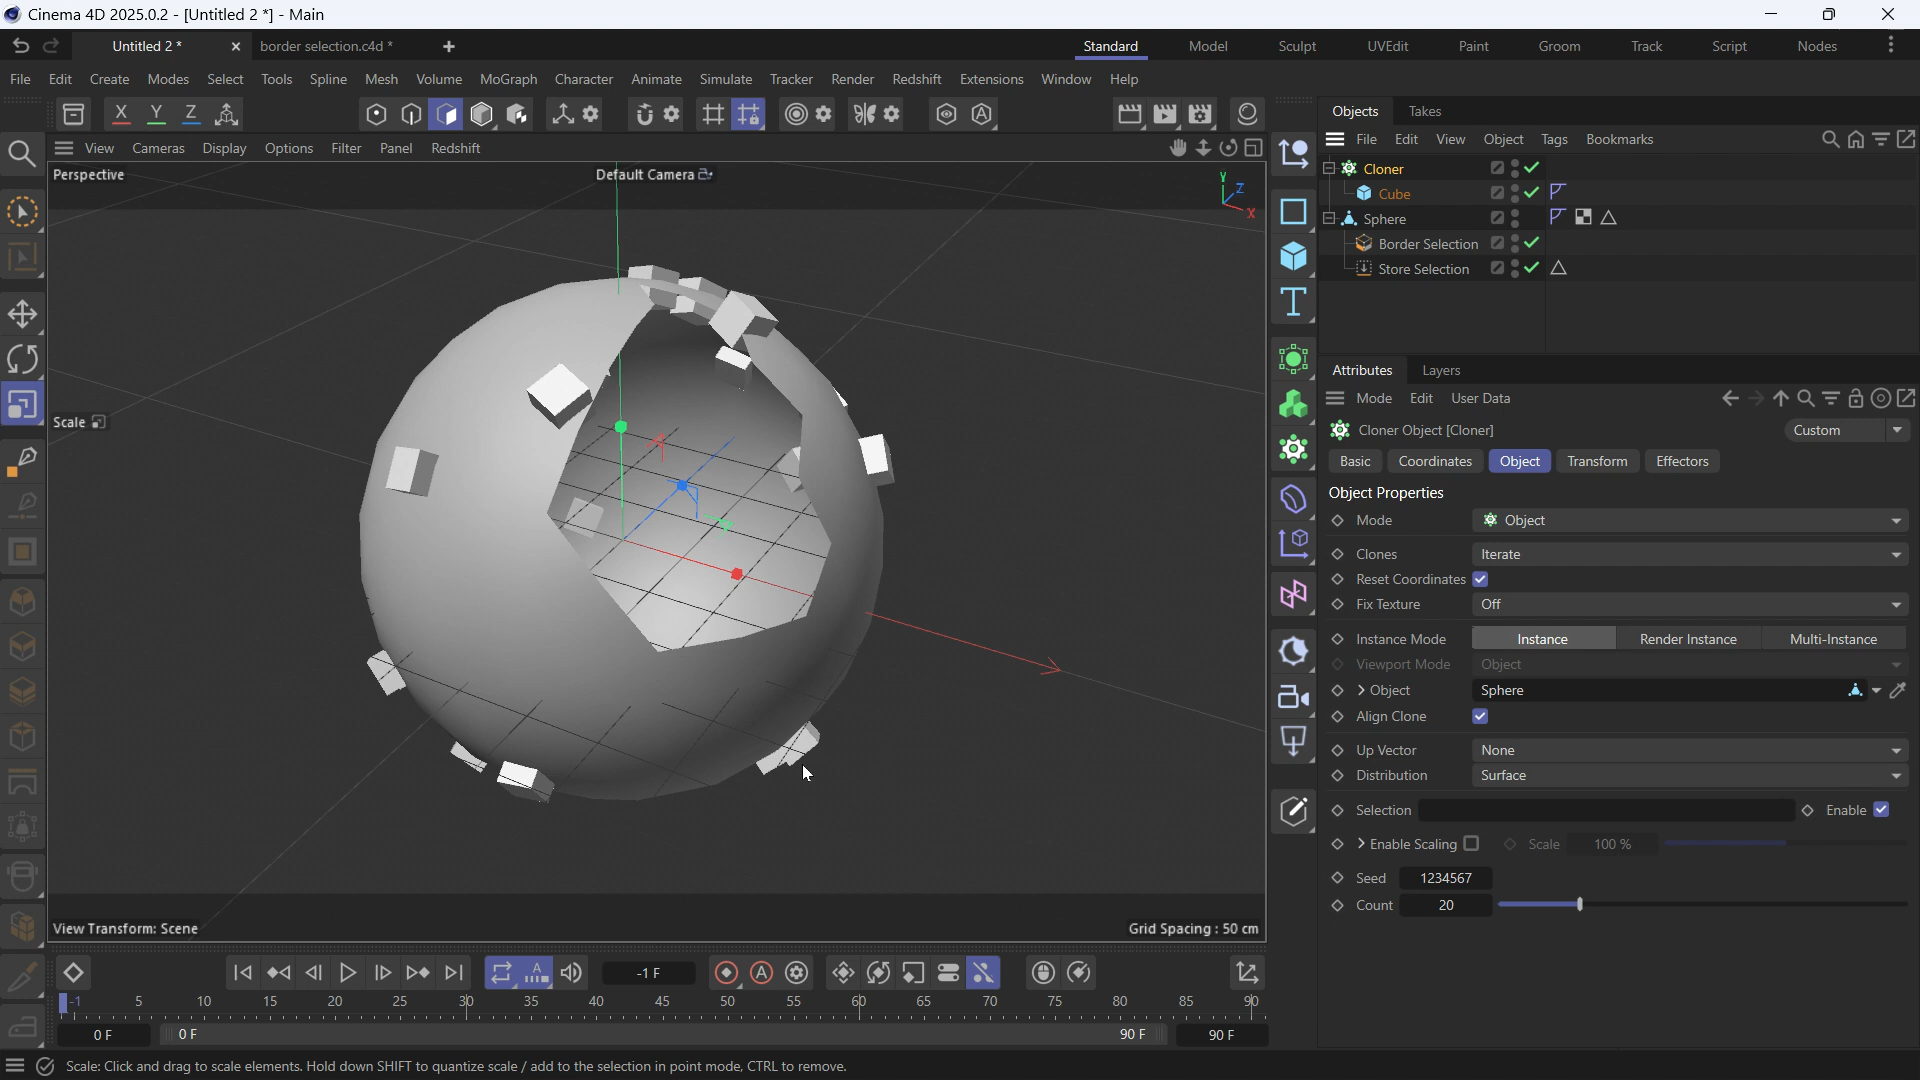 Cinema 4D 2025.0.2 - [Untitled 2 *] - Main
Untitled 2 *
border selection.c4d *
Standard Model Sculpt UVEdit Paint Groom Track Script Nodes
File Edit Create Modes Select Tools Spline Mesh Volume MoGraph Character Animate Simulate Tracker Render Redshift Extensions Window Help
X Y Z
Objects Takes
File Edit View Object Tags Bookmarks
View Cameras Display Options Filter Panel Redshift
Perspective
Default Camera
Y
Z
X
Cloner
Cube
Sphere
Border Selection
Store Selection
Attributes Layers
Mode Edit User Data
Scale
Cloner Object [Cloner]
Custom
Basic Coordinates Object Transform Effectors
Object Properties
Mode Object
Clones Iterate
Reset Coordinates
Fix Texture Off
Instance Mode Instance Render Instance Multi-Instance
Viewport Mode Object
Object Sphere
Align Clone
Up Vector None
Distribution Surface
Selection Enable
Enable Scaling Scale 100 %
Seed 1234567
Count 20
View Transform: Scene
Grid Spacing : 50 cm
-1 F
-1 5 10 15 20 25 30 35 40 45 50 55 60 65 70 75 80 85 90
0 F 0 F 90 F 90 F
Scale: Click and drag to scale elements. Hold down SHIFT to quantize scale / add to the selection in point mode, CTRL to remove.